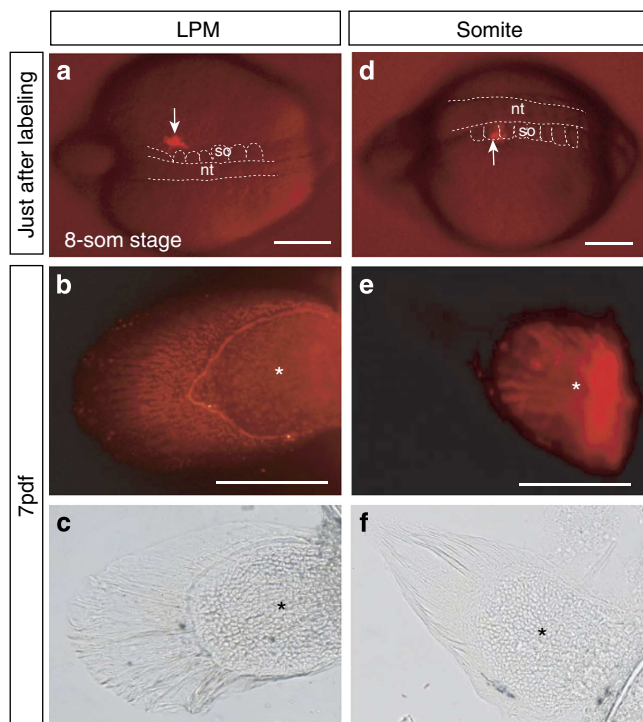 LPM
Somite
Just after labeling
a
so
nt
8-som stage
d
nt
so
7pdf
b
*
e
*
c
*
f
*